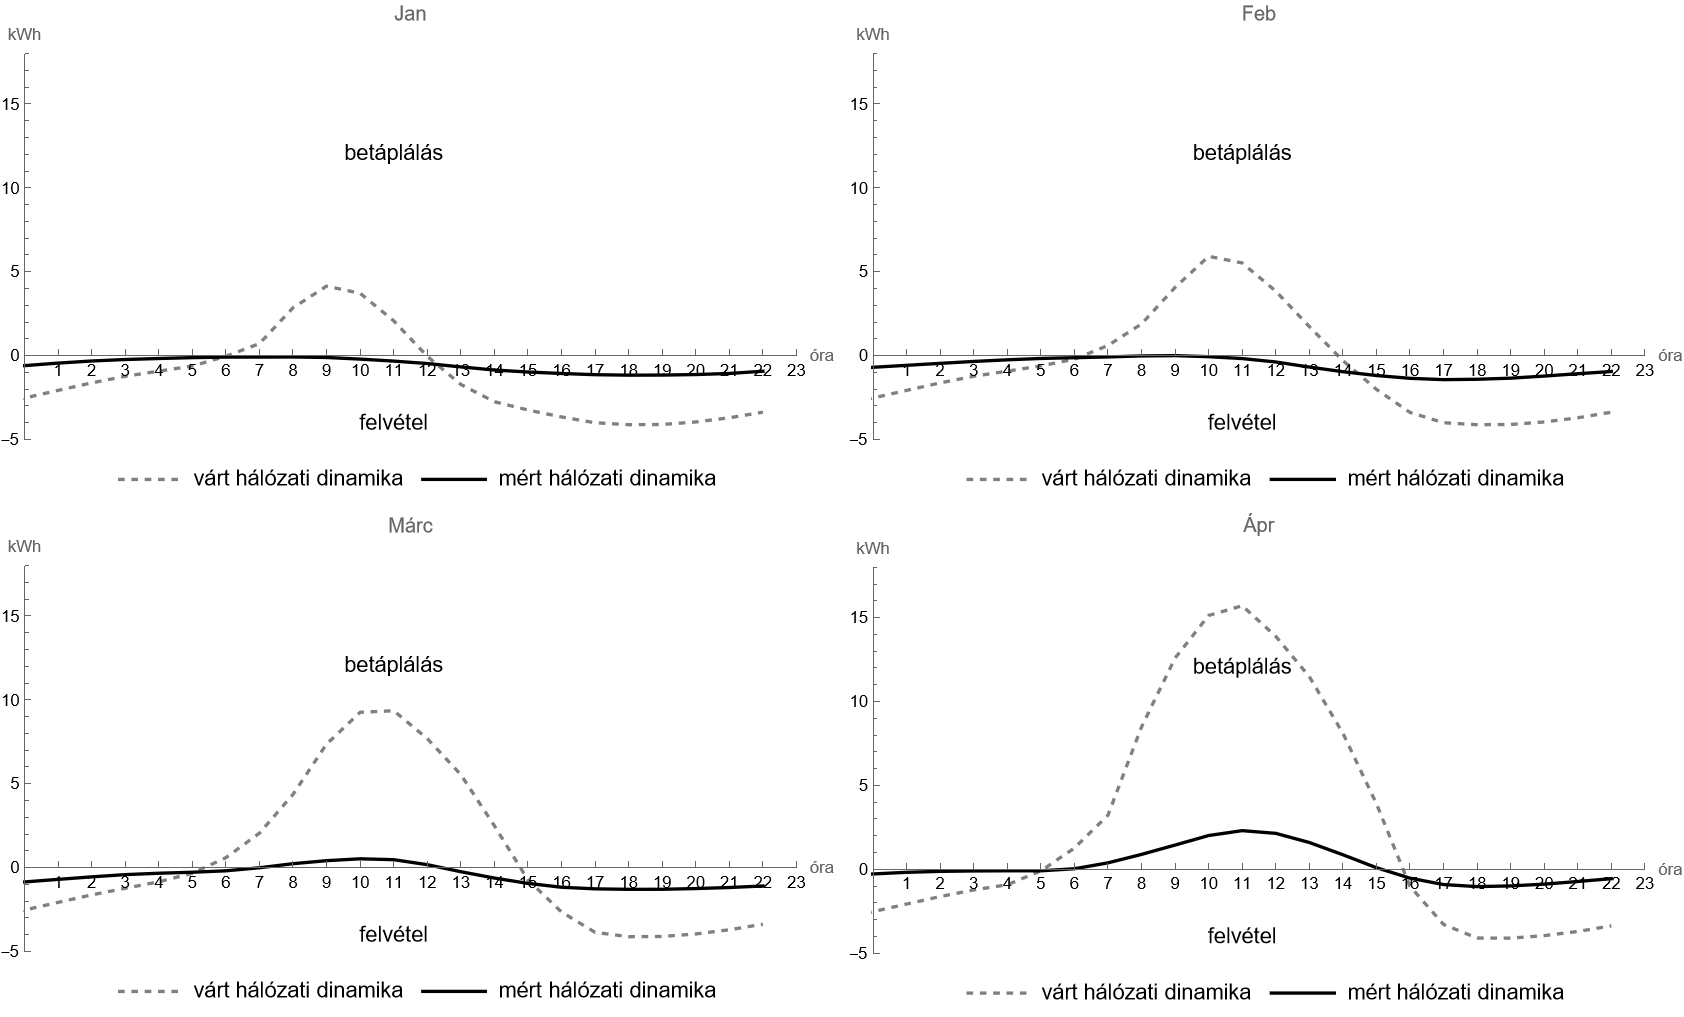 Jan
kWh
15
10
5
0
−5
1 2 3 4 5 6 7 8 9 10 11 12 13 14 15 16 17 18 19 20 21 22 23
óra
betáplálás
felvétel
várt hálózati dinamika mért hálózati dinamika
Feb
kWh
15
10
5
0
−5
1 2 3 4 5 6 7 8 9 10 11 12 13 14 15 16 17 18 19 20 21 22 23
óra
betáplálás
felvétel
várt hálózati dinamika mért hálózati dinamika
Márc
kWh
15
10
5
0
−5
1 2 3 4 5 6 7 8 9 10 11 12 13 14 15 16 17 18 19 20 21 22 23
óra
betáplálás
felvétel
várt hálózati dinamika mért hálózati dinamika
Ápr
kWh
15
10
5
0
−5
1 2 3 4 5 6 7 8 9 10 11 12 13 14 15 16 17 18 19 20 21 22 23
óra
betáplálás
felvétel
várt hálózati dinamika mért hálózati dinamika